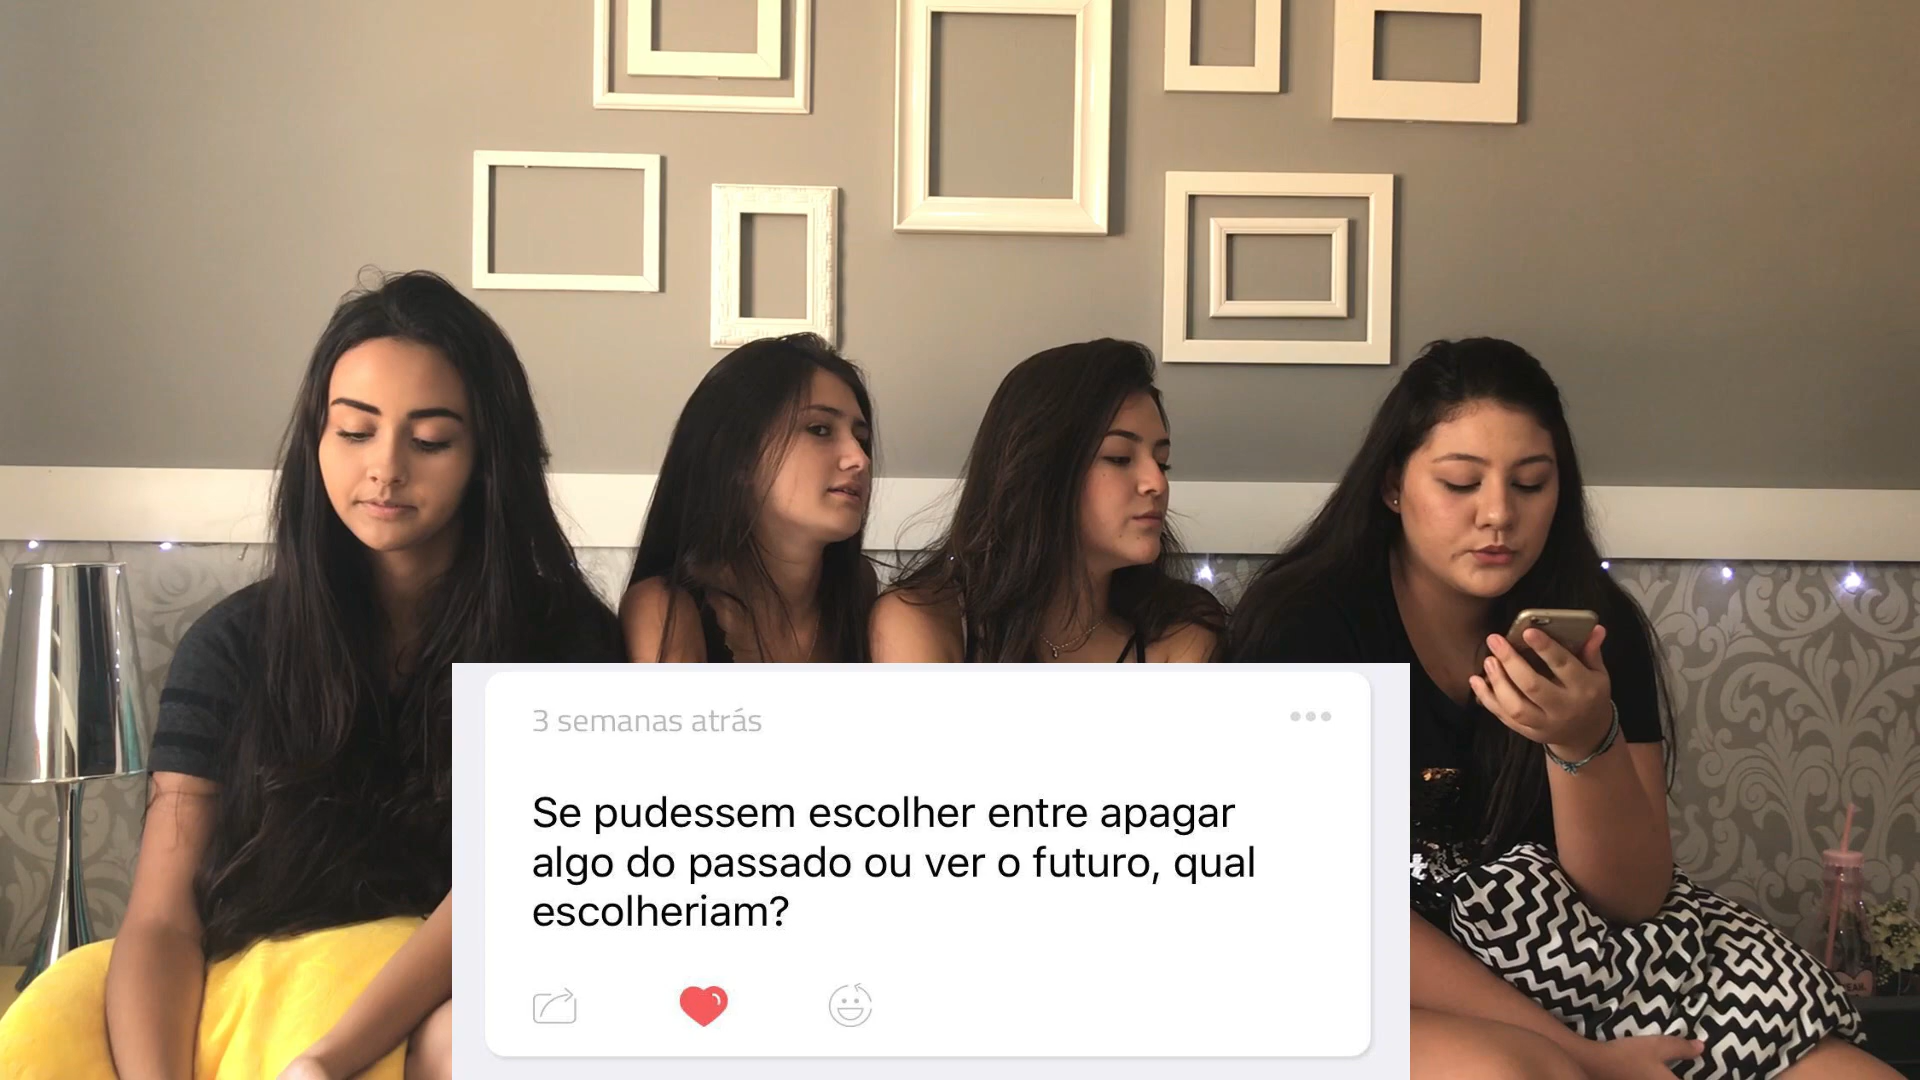 3 semanas atrás
Se pudessem escolher entre apagar
algo do passado ou ver o futuro, qual
escolheriam?